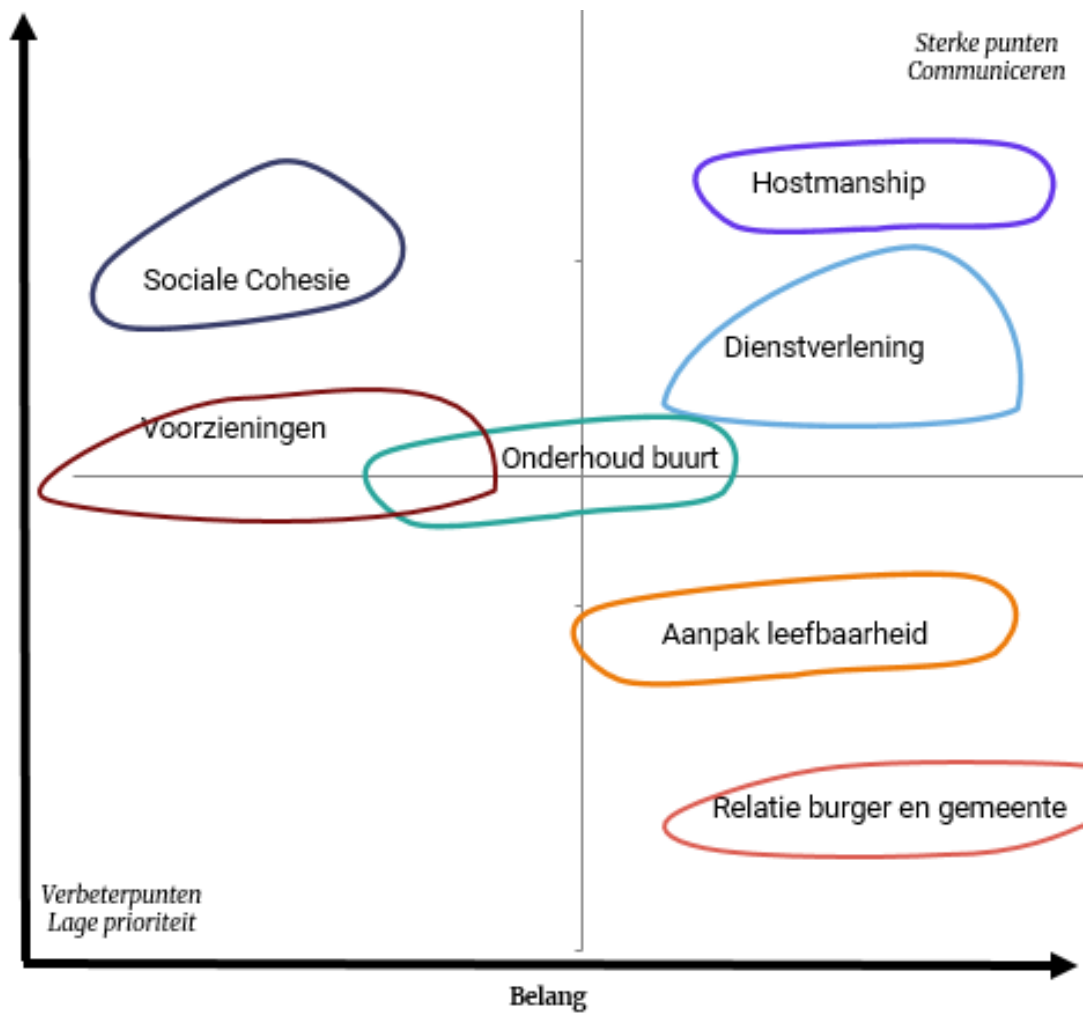 Sterke punten
Communiceren
Hostmanship
Sociale Cohesie
Dienstverlening
Voorzieningen
Onderhoud buurt
Aanpak leefbaarheid
Relatie burger en gemeente
Verbeterpunten
Lage prioriteit
Belang